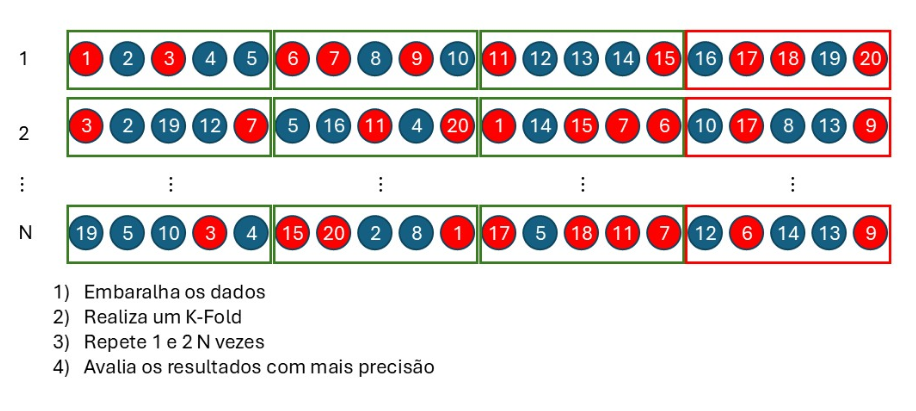 1 1 2 3 4 5 6 7 8 9 10 11 12 13 14 15 16 17 18 19 20
2 3 2 19 12 7 5 16 11 4 20 1 14 15 7 6 10 17 8 13 9
⋮ ⋮ ⋮ ⋮ ⋮
N 19 5 10 3 4 15 20 2 8 1 17 5 18 11 7 12 6 14 13 9
1) Embaralha os dados
2) Realiza um K-Fold
3) Repete 1 e 2 N vezes
4) Avalia os resultados com mais precisão